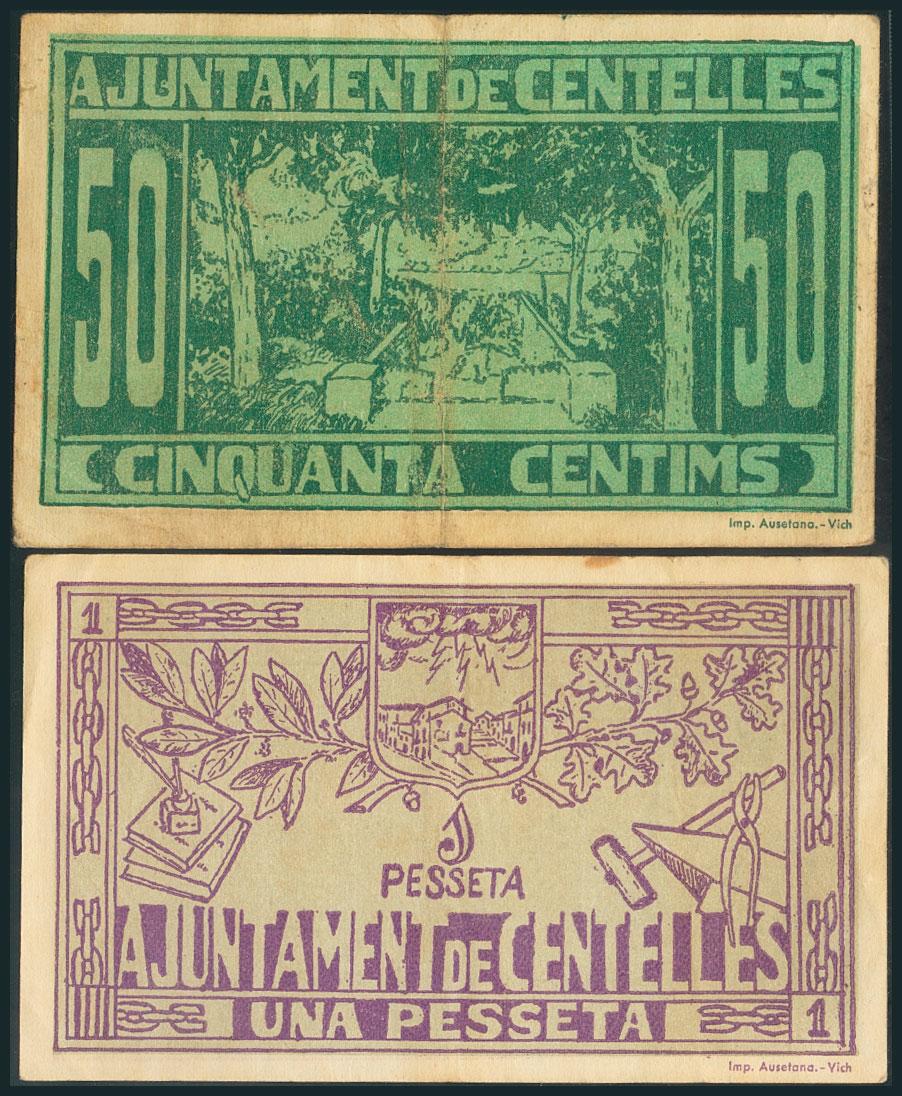 AJUNTAMENT DE CENTELLES
50 50
CINQUANTA CENTIMS
Imp. Ausetana.-Vich
1
1
PESSETA
AJUNTAMENT DE CENTELLES
UNA PESSETA 1
Imp. Ausetana.-Vich